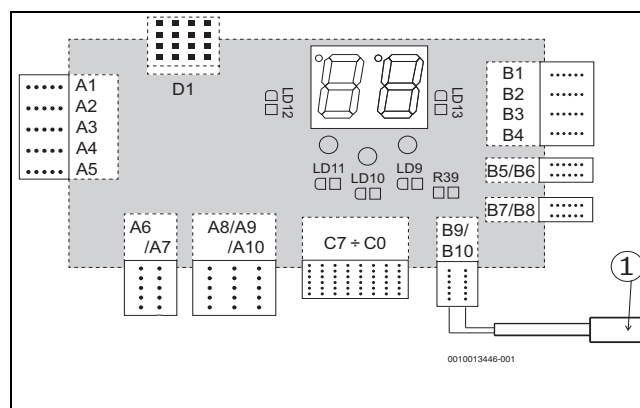 D1
A1
A2
A3
A4
A5
LD12
LD13
B1
B2
B3
B4
LD11
LD10
LD9
R39
B5/B6
B7/B8
A6
/A7
A8/A9
/A10
C7 ÷ C0
B9/
B10
1
0010013446-001